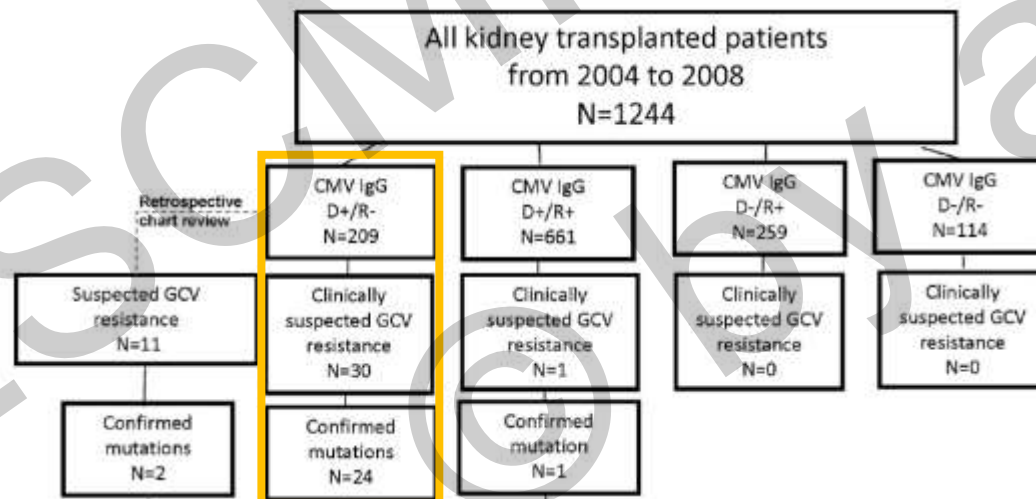 All kidney transplanted patients
from 2004 to 2008
N=1244
Retrospective
chart review
CMV IgG
D+/R-
N=209
CMV IgG
D+/R+
N=661
CMV IgG
D-/R+
N=259
CMV IgG
D-/R-
N=114
Suspected GCV
resistance
N=11
Clinically
suspected GCV
resistance
N=30
Clinically
suspected GCV
resistance
N=1
Clinically
suspected GCV
resistance
N=0
Clinically
suspected GCV
resistance
N=0
Confirmed
mutations
N=2
Confirmed
mutations
N=24
Confirmed
mutation
N=1
© by a